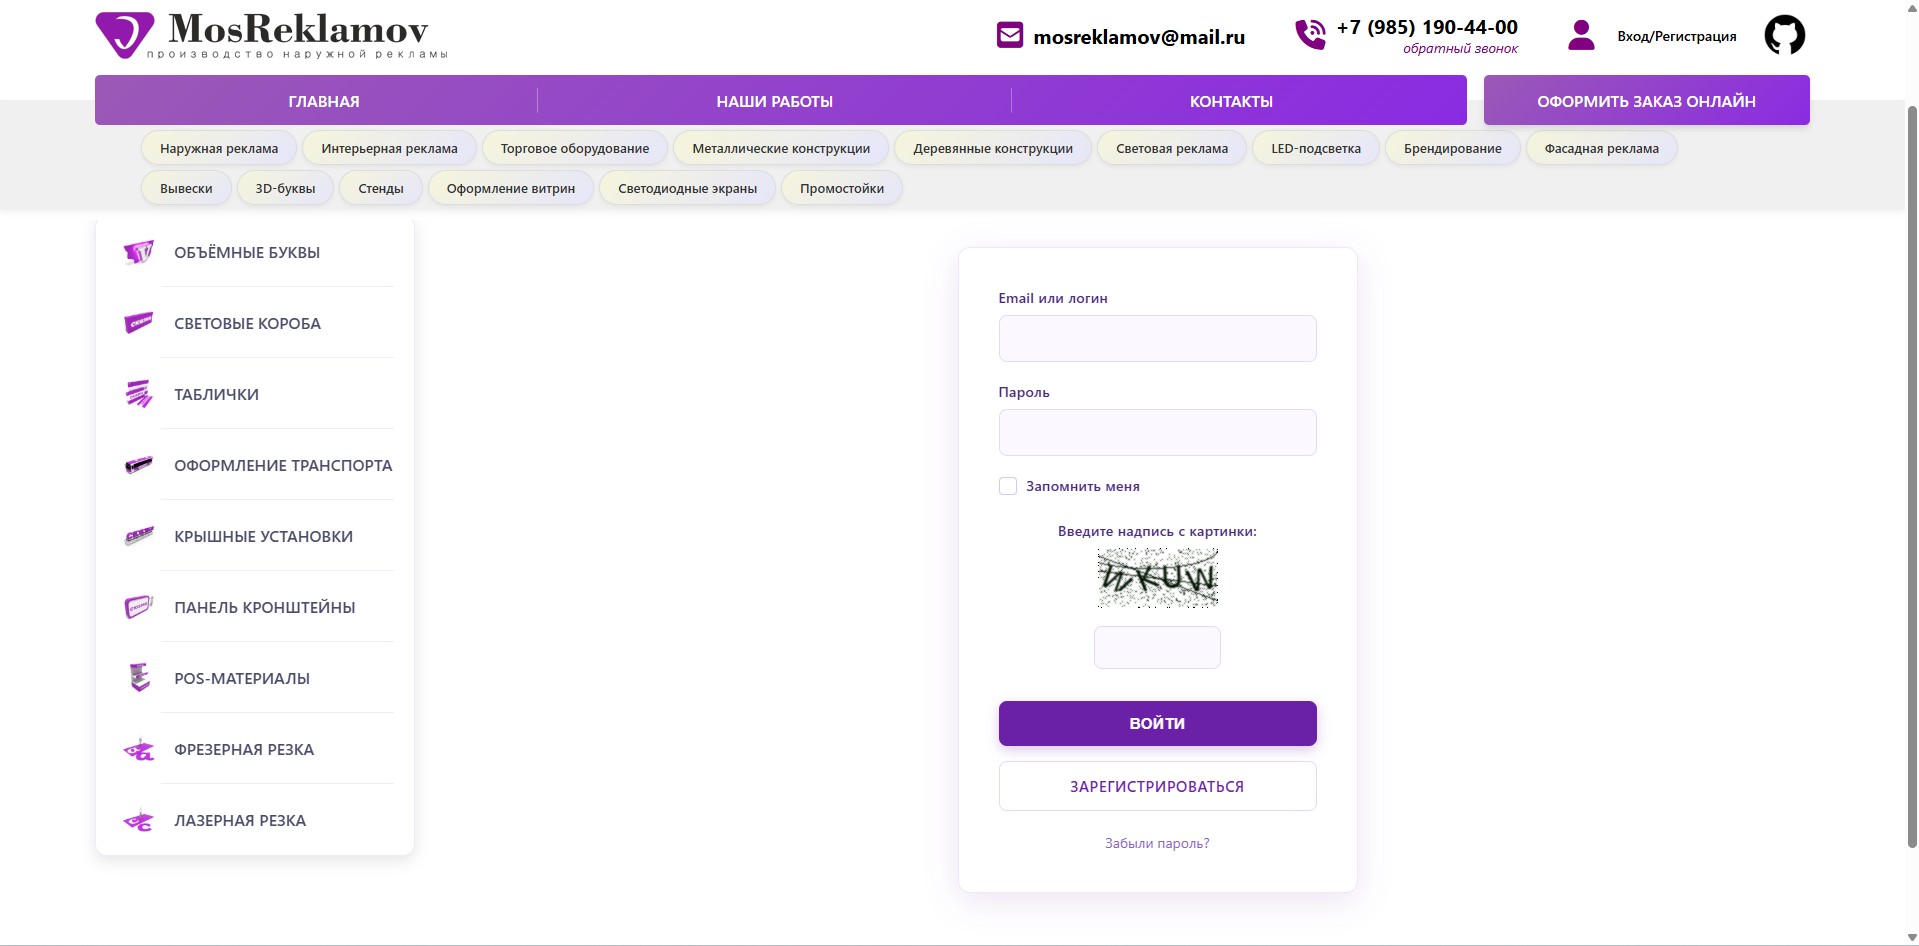 MosReklamov
производство наружной рекламы
mosreklamov@mail.ru
+7 (985) 190-44-00
обратный звонок
Вход/Регистрация
ГЛАВНАЯ
НАШИ РАБОТЫ
КОНТАКТЫ
ОФОРМИТЬ ЗАКАЗ ОНЛАЙН
Наружная реклама
Интерьерная реклама
Торговое оборудование
Металлические конструкции
Деревянные конструкции
Световая реклама
LED-подсветка
Брендирование
Фасадная реклама
Вывески
3D-буквы
Стенды
Оформление витрин
Светодиодные экраны
Промостойки
ОБЪЁМНЫЕ БУКВЫ
СВЕТОВЫЕ КОРОБА
ТАБЛИЧКИ
ОФОРМЛЕНИЕ ТРАНСПОРТА
КРЫШНЫЕ УСТАНОВКИ
ПАНЕЛЬ КРОНШТЕЙНЫ
POS-МАТЕРИАЛЫ
ФРЕЗЕРНАЯ РЕЗКА
ЛАЗЕРНАЯ РЕЗКА
Email или логин
Пароль
Запомнить меня
Введите надпись с картинки:
WKUW
ВОЙТИ
ЗАРЕГИСТРИРОВАТЬСЯ
Забыли пароль?